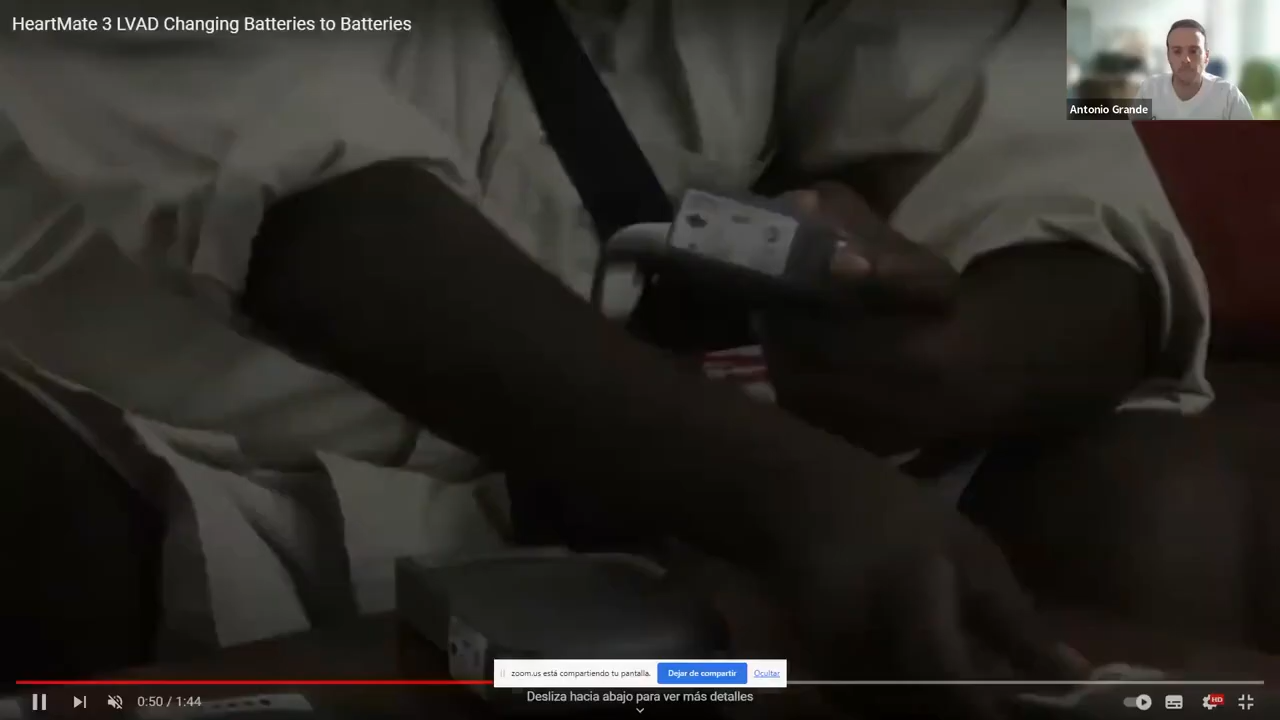 HeartMate 3 LVAD Changing Batteries to Batteries
Antonio Grande
zoom.us está compartiendo tu pantalla.
Dejar de compartir
Ocultar
Desliza hacia abajo para ver más detalles
0:50 / 1:44
HD